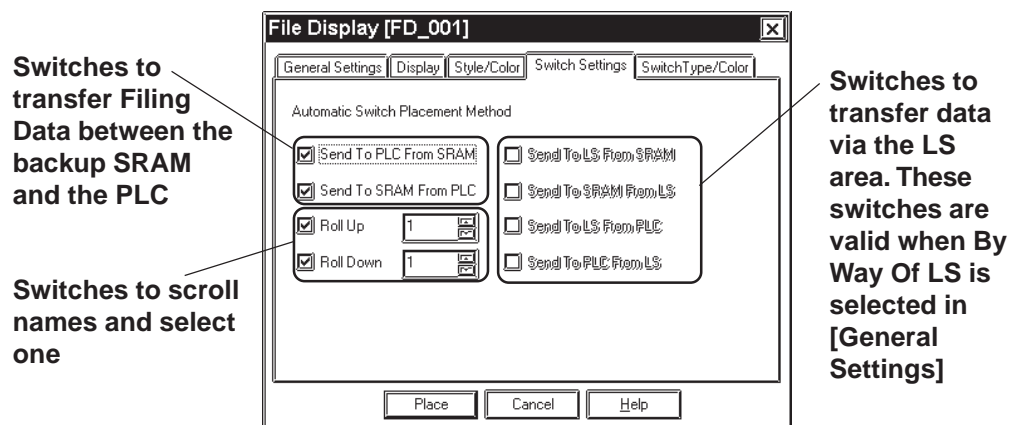 File Display [FD_001]
General Settings Display Style/Color Switch Settings SwitchType/Color
Automatic Switch Placement Method
Send To PLC From SRAM
Send To SRAM From PLC
Roll Up 1
Roll Down 1
Send To LS From SRAM
Send To SRAM From LS
Send To LS From PLC
Send To PLC From LS
Place Cancel Help
Switches to
transfer Filing
Data between the
backup SRAM
and the PLC
Switches to scroll
names and select
one
Switches to
transfer data
via the LS
area. These
switches are
valid when By
Way Of LS is
selected in
[General
Settings]